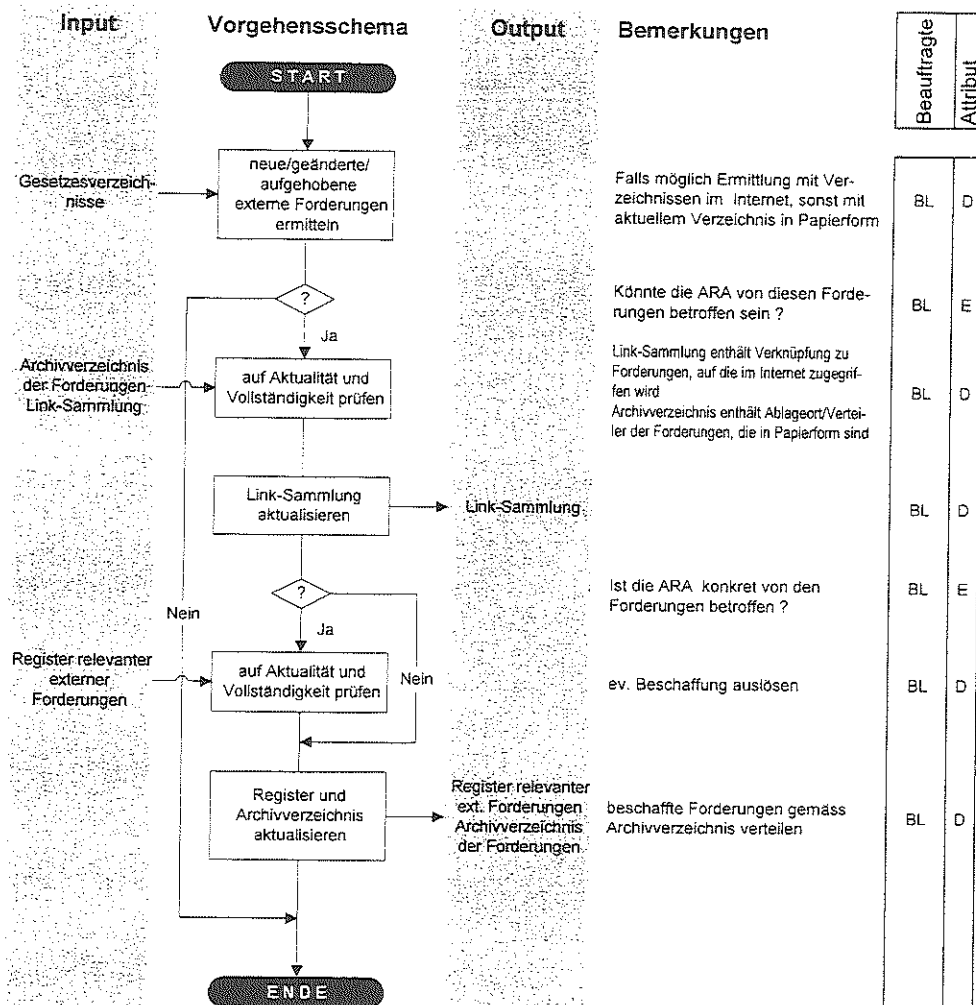 Input
Vorgehensschema
Output
Bemerkungen
Beauftragte
Attribut
START
Gesetzesverzeich-
nisse
neue/geänderte/
aufgehobene
externe Forderungen
ermitteln
Falls möglich Ermittlung mit Ver-
zeichnissen im Internet, sonst mit
aktuellem Verzeichnis in Papierform
BL
D
?
Könnte die ARA von diesen Forde-
rungen betroffen sein ?
BL
E
Ja
Archivverzeichnis
der Forderungen
Link-Sammlung
auf Aktualität und
Vollständigkeit prüfen
Link-Sammlung enthält Verknüpfung zu
Forderungen, auf die im Internet zugegrif-
fen wird
Archivverzeichnis enthält Ablageort/Vertei-
ler der Forderungen, die in Papierform sind
BL
D
Link-Sammlung
aktualisieren
Link-Sammlung
BL
D
?
Ist die ARA konkret von den
Forderungen betroffen ?
BL
E
Nein
Ja
Register relevanter
externer
Forderungen
auf Aktualität und
Vollständigkeit prüfen
Nein
ev. Beschaffung auslösen
BL
D
Register und
Archivverzeichnis
aktualisieren
Register relevanter
ext. Forderungen
Archivverzeichnis
der Forderungen
beschaffte Forderungen gemäss
Archivverzeichnis verteilen
BL
D
ENDE